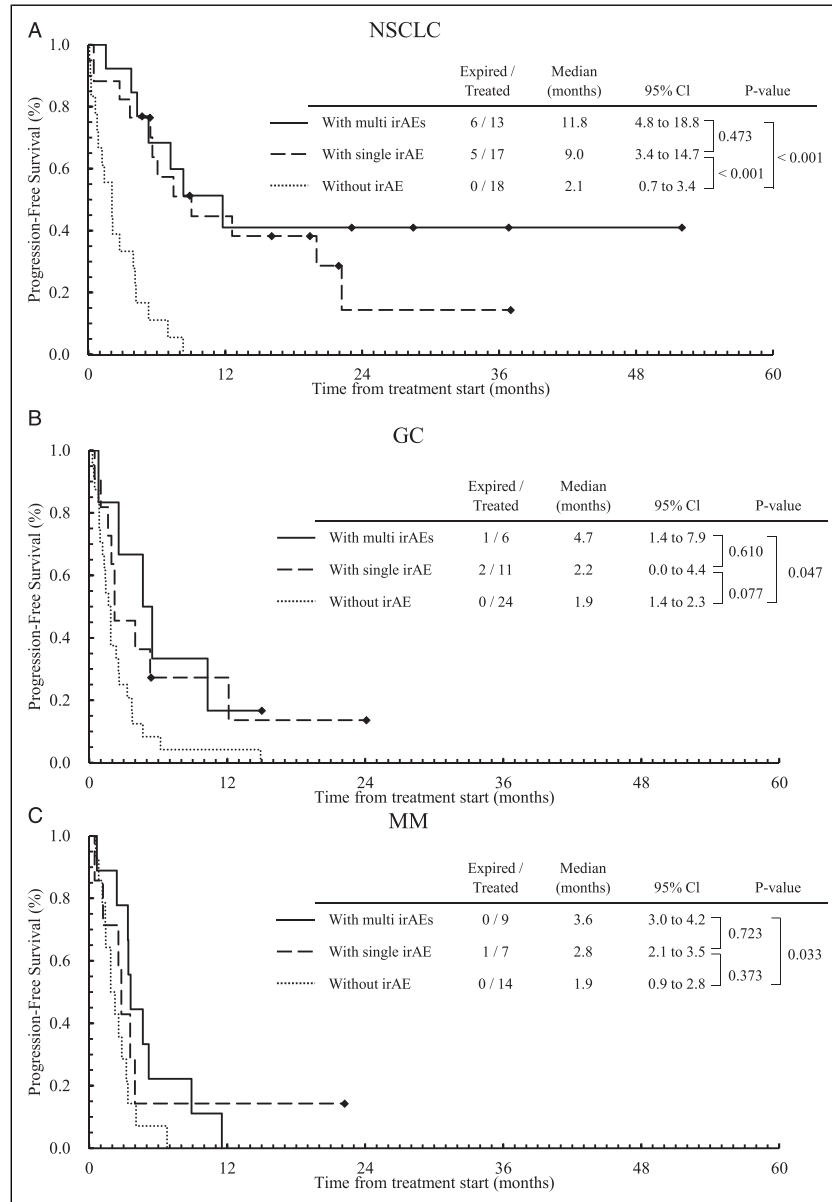 A
NSCLC
Progression-Free Survival (%)
1.0
0.8
0.6
0.4
0.2
0.0
0 12 24 36 48 60
Time from treatment start (months)
Expired / Median
Treated (months) 95% CI P-value
With multi irAEs 6 / 13 11.8 4.8 to 18.8
0.473
With single irAE 5 / 17 9.0 3.4 to 14.7 < 0.001
< 0.001
Without irAE 0 / 18 2.1 0.7 to 3.4
B
GC
Progression-Free Survival (%)
1.0
0.8
0.6
0.4
0.2
0.0
0 12 24 36 48 60
Time from treatment start (months)
Expired / Median
Treated (months) 95% CI P-value
With multi irAEs 1 / 6 4.7 1.4 to 7.9
0.610
With single irAE 2 / 11 2.2 0.0 to 4.4 0.047
0.077
Without irAE 0 / 24 1.9 1.4 to 2.3
C
MM
Progression-Free Survival (%)
1.0
0.8
0.6
0.4
0.2
0.0
0 12 24 36 48 60
Time from treatment start (months)
Expired / Median
Treated (months) 95% CI P-value
With multi irAEs 0 / 9 3.6 3.0 to 4.2
0.723
With single irAE 1 / 7 2.8 2.1 to 3.5 0.033
0.373
Without irAE 0 / 14 1.9 0.9 to 2.8